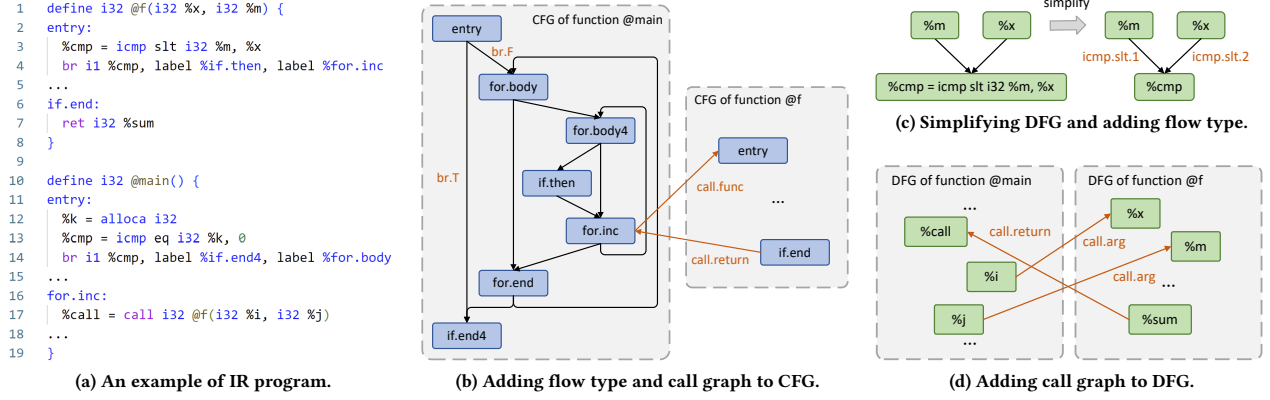 1 define i32 @f(i32 %x, i32 %m) {
2 entry:
3 %cmp = icmp slt i32 %m, %x
4 br i1 %cmp, label %if.then, label %for.inc
5 ...
6 if.end:
7 ret i32 %sum
8 }
9
10 define i32 @main() {
11 entry:
12 %k = alloca i32
13 %cmp = icmp eq i32 %k, 0
14 br i1 %cmp, label %if.end4, label %for.body
15 ...
16 for.inc:
17 %call = call i32 @f(i32 %i, i32 %j)
18 ...
19 }
(a) An example of IR program.
CFG of function @main
entry
br.F
for.body
for.body4
br.T
if.then
for.inc
for.end
if.end4
CFG of function @f
entry
call.func
...
call.return
if.end
(b) Adding flow type and call graph to CFG.
simplify
%m
%x
%m
%x
icmp.slt.1
icmp.slt.2
%cmp = icmp slt i32 %m, %x
%cmp
(c) Simplifying DFG and adding flow type.
DFG of function @main
DFG of function @f
...
%call
call.return
%x
call.arg
%m
%i
call.arg
...
%j
%sum
...
(d) Adding call graph to DFG.